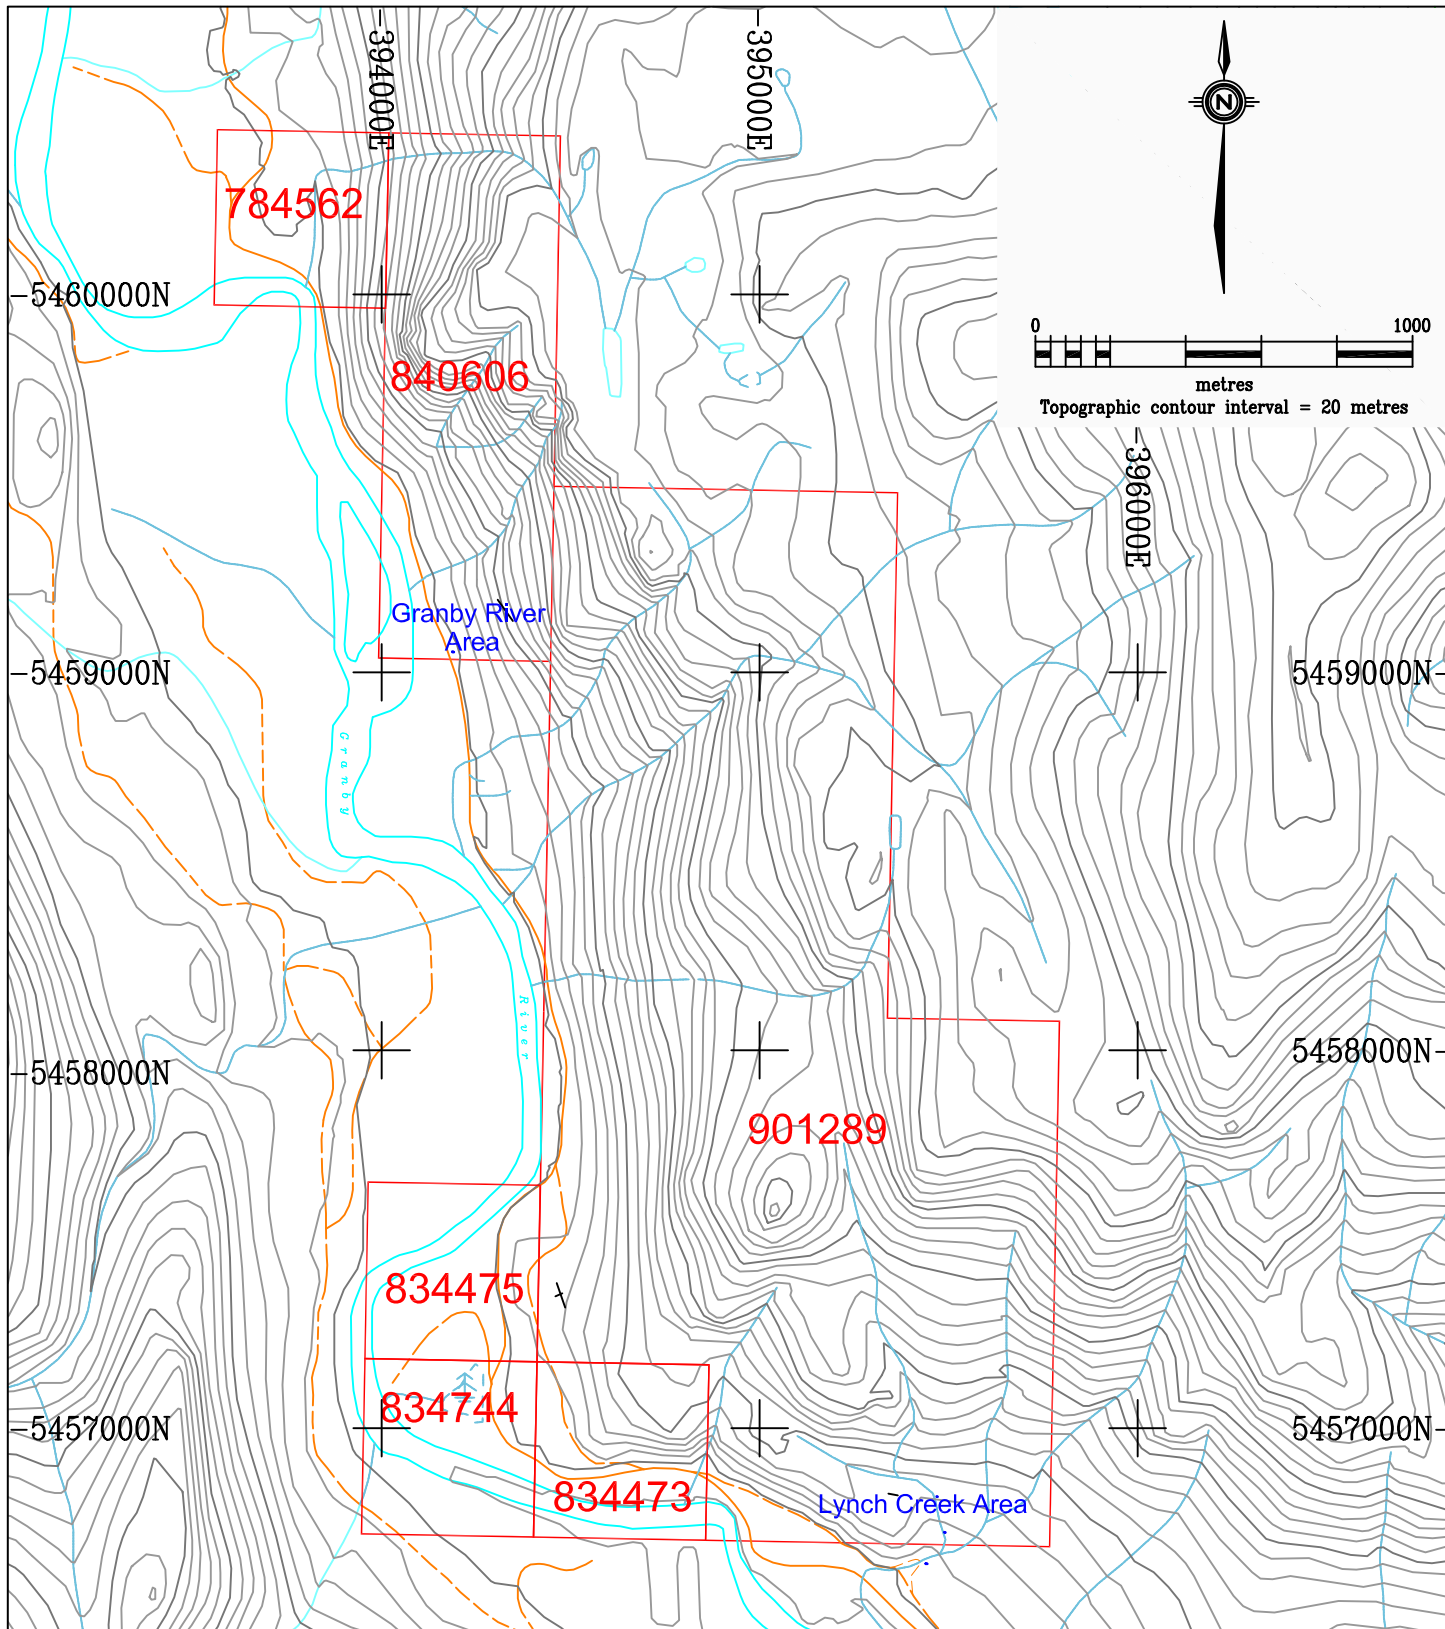 394000E
395000E
N
784562
5460000N
0 1000
metres
Topographic contour interval = 20 metres
840606
396000E
Granby River
Area
5459000N
5459000N
Granby
River
5458000N
5458000N
901289
834475
834744
5457000N
5457000N
834473
Lynch Creek Area